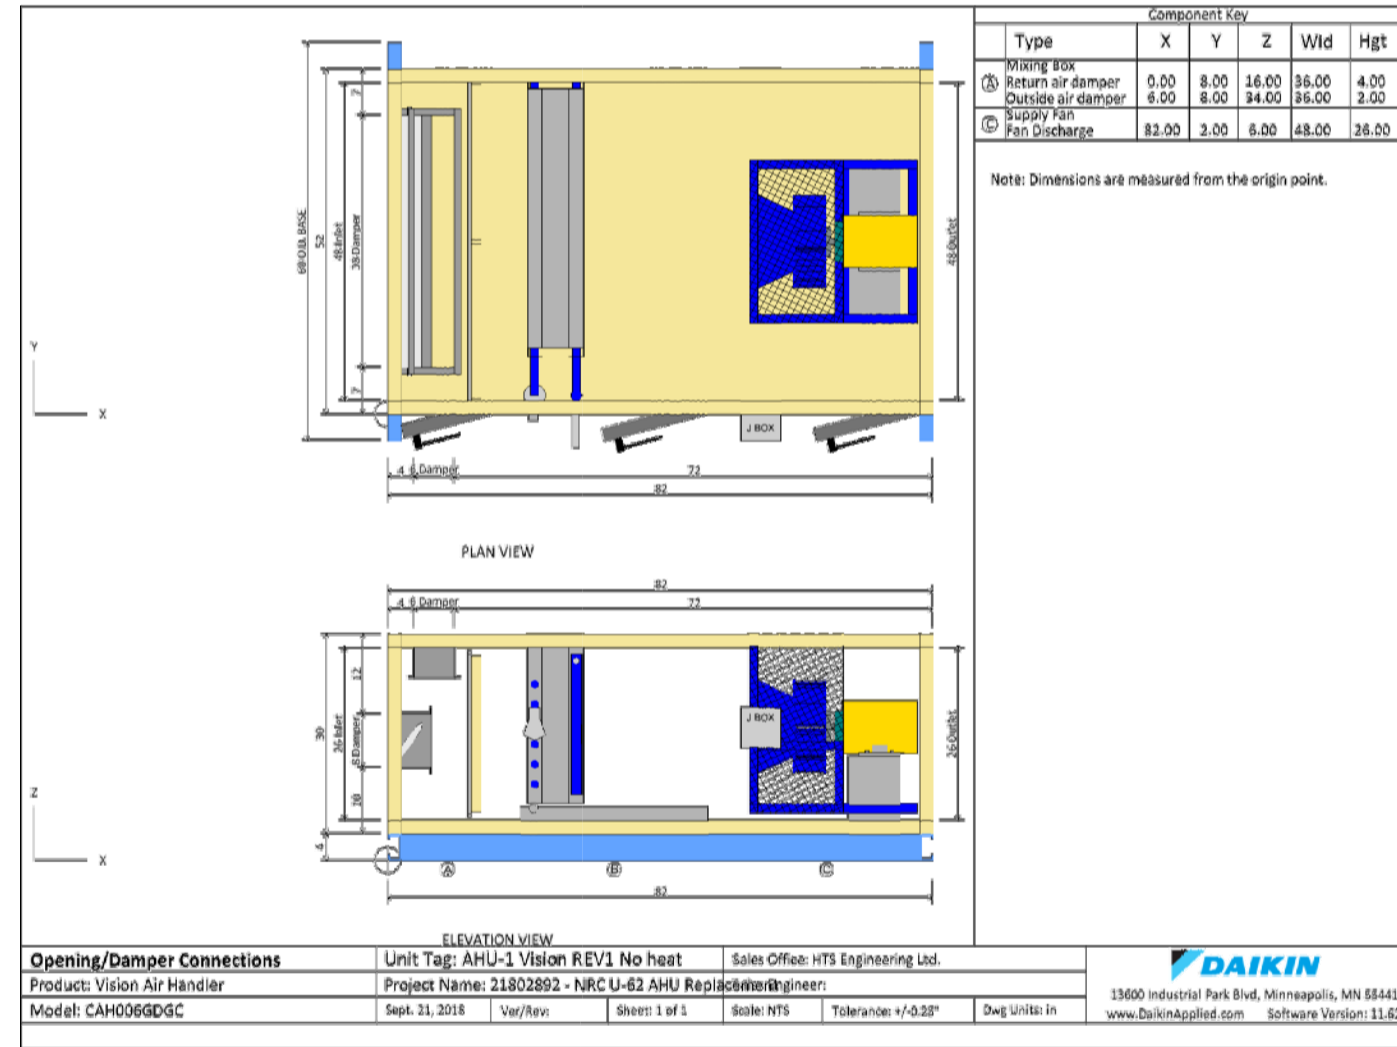 Component Key
Type X Y Z Wld Hgt
Mixing Box
A Return air damper 0.00 8.00 16.00 36.00 4.00
Outside air damper 6.00 8.00 34.00 36.00 2.00
Supply Fan
C Fan Discharge 82.00 2.00 6.00 48.00 26.00
Note: Dimensions are measured from the origin point.
7
O.D. BASE
52
48 Inlet
38 Damper
7
48 Outlet
Y
X
J BOX
4 6 Damper 72
82
PLAN VIEW
82
4 6 Damper 72
12
30
26 Inlet
8 Damper
10
4
J BOX
26 Outlet
Z
X
A B C
82
ELEVATION VIEW
Opening/Damper Connections
Unit Tag: AHU-1 Vision REV1 No heat
Sales Office: HTS Engineering Ltd.
Product: Vision Air Handler
Project Name: 21802892 - NRC U-62 AHU Replacement
Engineer:
Model: CAH006GDGC
Sept. 21, 2018
Ver/Rev:
Sheet: 1 of 1
Scale: NTS
Tolerance: +/-0.25"
Dwg Units: in
DAIKIN
13600 Industrial Park Blvd, Minneapolis, MN 55441
www.DaikinApplied.com Software Version: 11.62